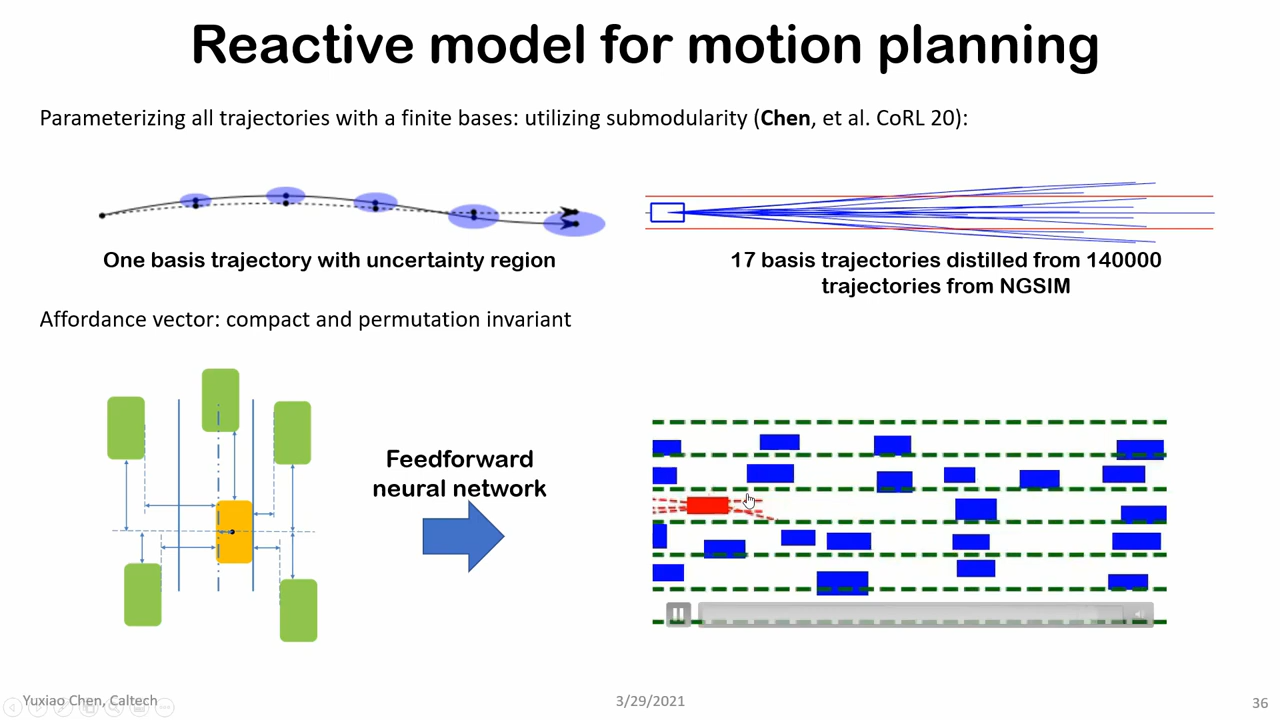 Reactive model for motion planning
Parameterizing all trajectories with a finite bases: utilizing submodularity (Chen, et al. CoRL 20):
One basis trajectory with uncertainty region
17 basis trajectories distilled from 140000
trajectories from NGSIM
Affordance vector: compact and permutation invariant
Feedforward
neural network
Yuxiao Chen, Caltech
3/29/2021
36